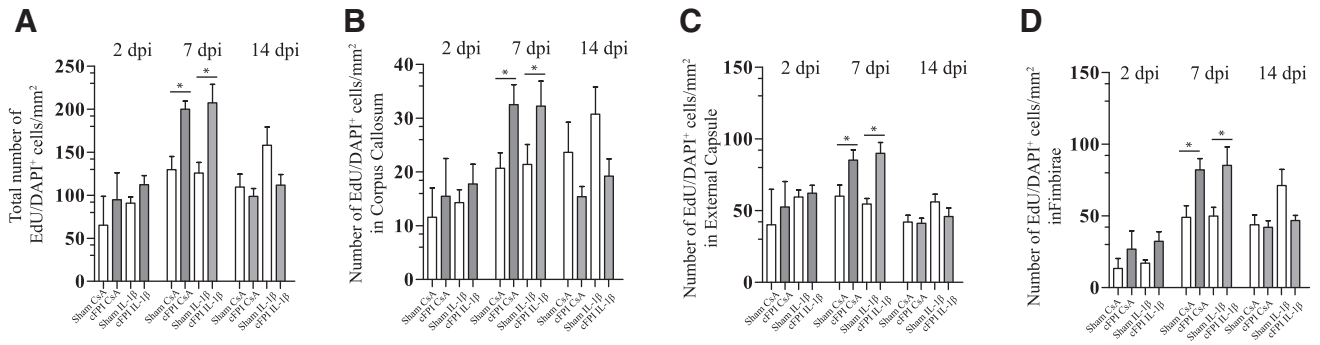 A
Total number of
EdU/DAPI⁺ cells/mm²
2 dpi 7 dpi 14 dpi
250
200
150
100
50
0
* *
Sham CsA
cFPI CsA
Sham IL-1β
cFPI IL-1β
Sham CsA
cFPI CsA
Sham IL-1β
cFPI IL-1β
Sham CsA
cFPI CsA
Sham IL-1β
cFPI IL-1β
B
Number of EdU/DAPI⁺ cells/mm²
in Corpus Callosum
2 dpi 7 dpi 14 dpi
40
30
20
10
0
* *
Sham CsA
cFPI CsA
Sham IL-1β
cFPI IL-1β
Sham CsA
cFPI CsA
Sham IL-1β
cFPI IL-1β
Sham CsA
cFPI CsA
Sham IL-1β
cFPI IL-1β
C
Number of EdU/DAPI⁺ cells/mm²
in External Capsule
2 dpi 7 dpi 14 dpi
150
100
50
0
* *
Sham CsA
cFPI CsA
Sham IL-1β
cFPI IL-1β
Sham CsA
cFPI CsA
Sham IL-1β
cFPI IL-1β
Sham CsA
cFPI CsA
Sham IL-1β
cFPI IL-1β
D
Number of EdU/DAPI⁺ cells/mm²
inFimbirae
2 dpi 7 dpi 14 dpi
150
100
50
0
* *
Sham CsA
cFPI CsA
Sham IL-1β
cFPI IL-1β
Sham CsA
cFPI CsA
Sham IL-1β
cFPI IL-1β
Sham CsA
cFPI CsA
Sham IL-1β
cFPI IL-1β